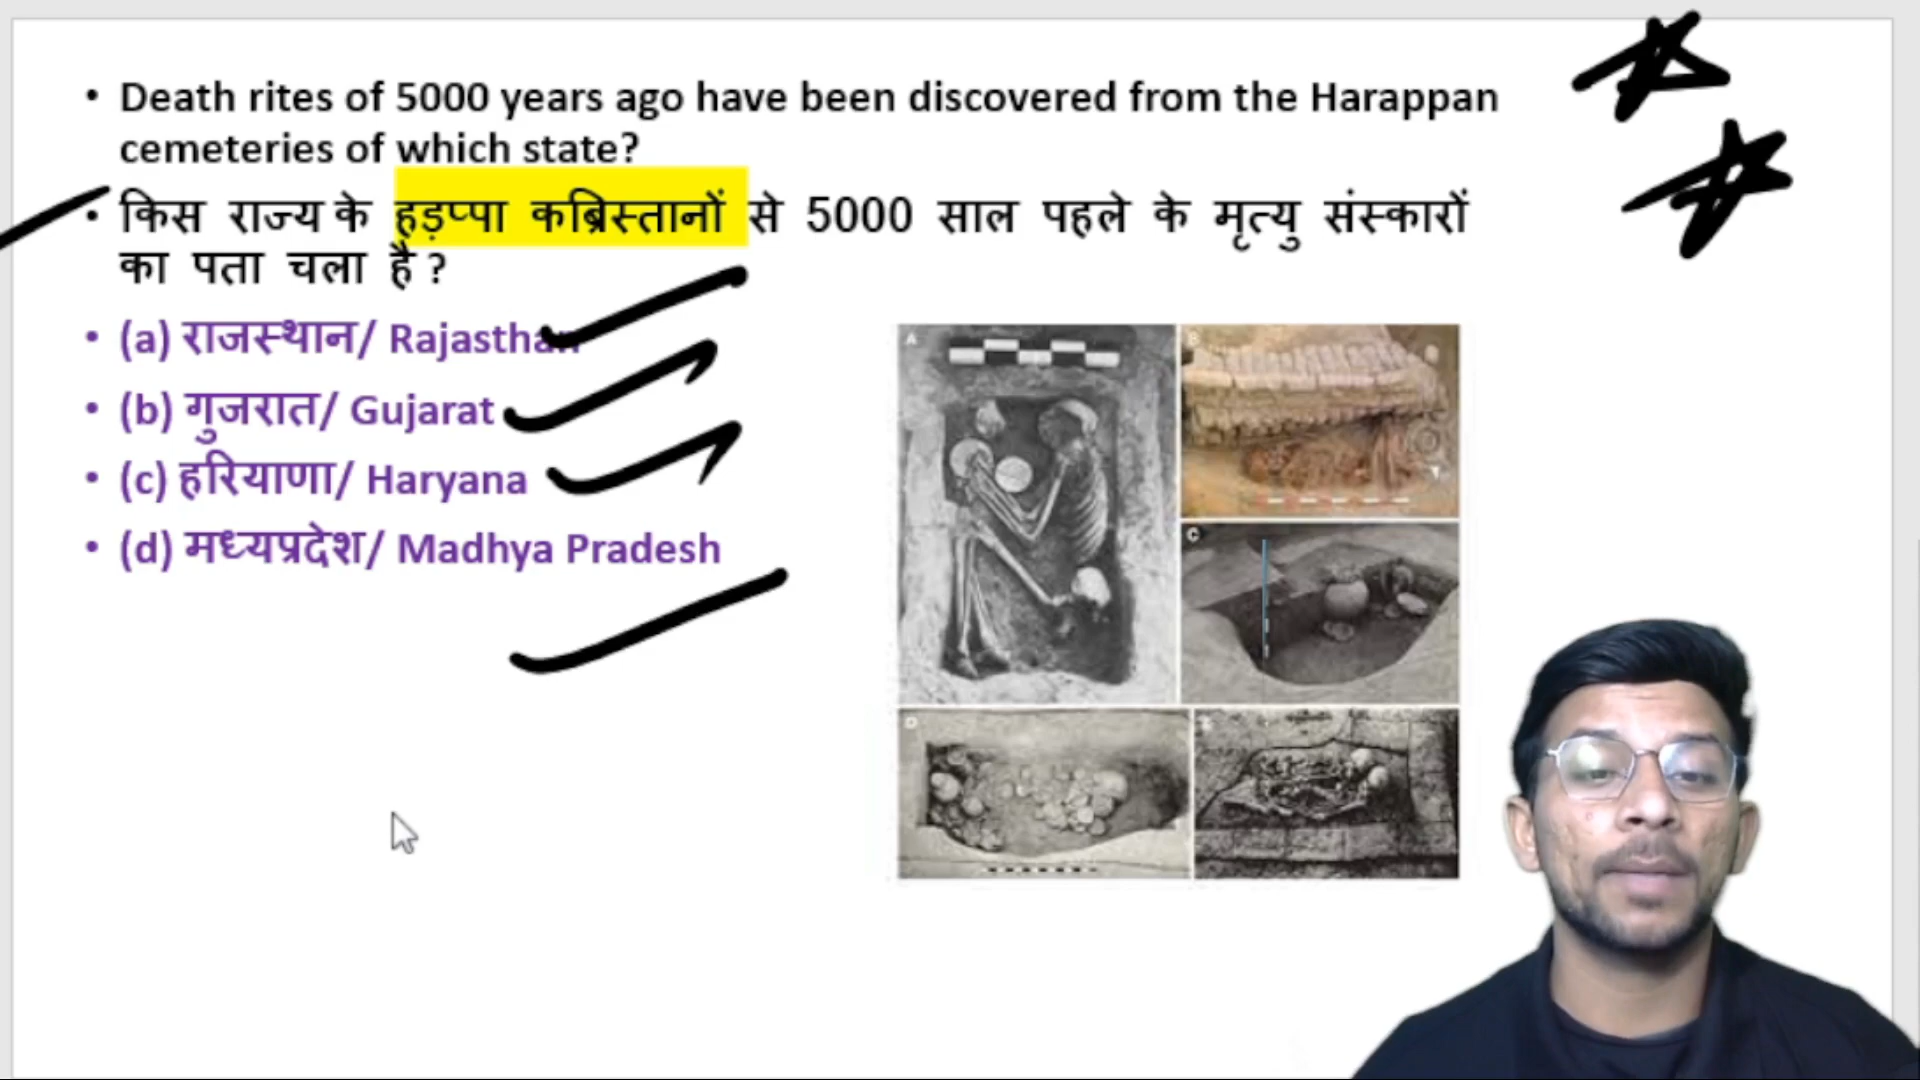 • Death rites of 5000 years ago have been discovered from the Harappan
cemeteries of which state?
• किस राज्य के हड़प्पा कब्रिस्तानों से 5000 साल पहले के मृत्यु संस्कारों
का पता चला है ?
• (a) राजस्थान/ Rajasthan
• (b) गुजरात/ Gujarat
• (c) हरियाणा/ Haryana
• (d) मध्यप्रदेश/ Madhya Pradesh
A
B
C
D